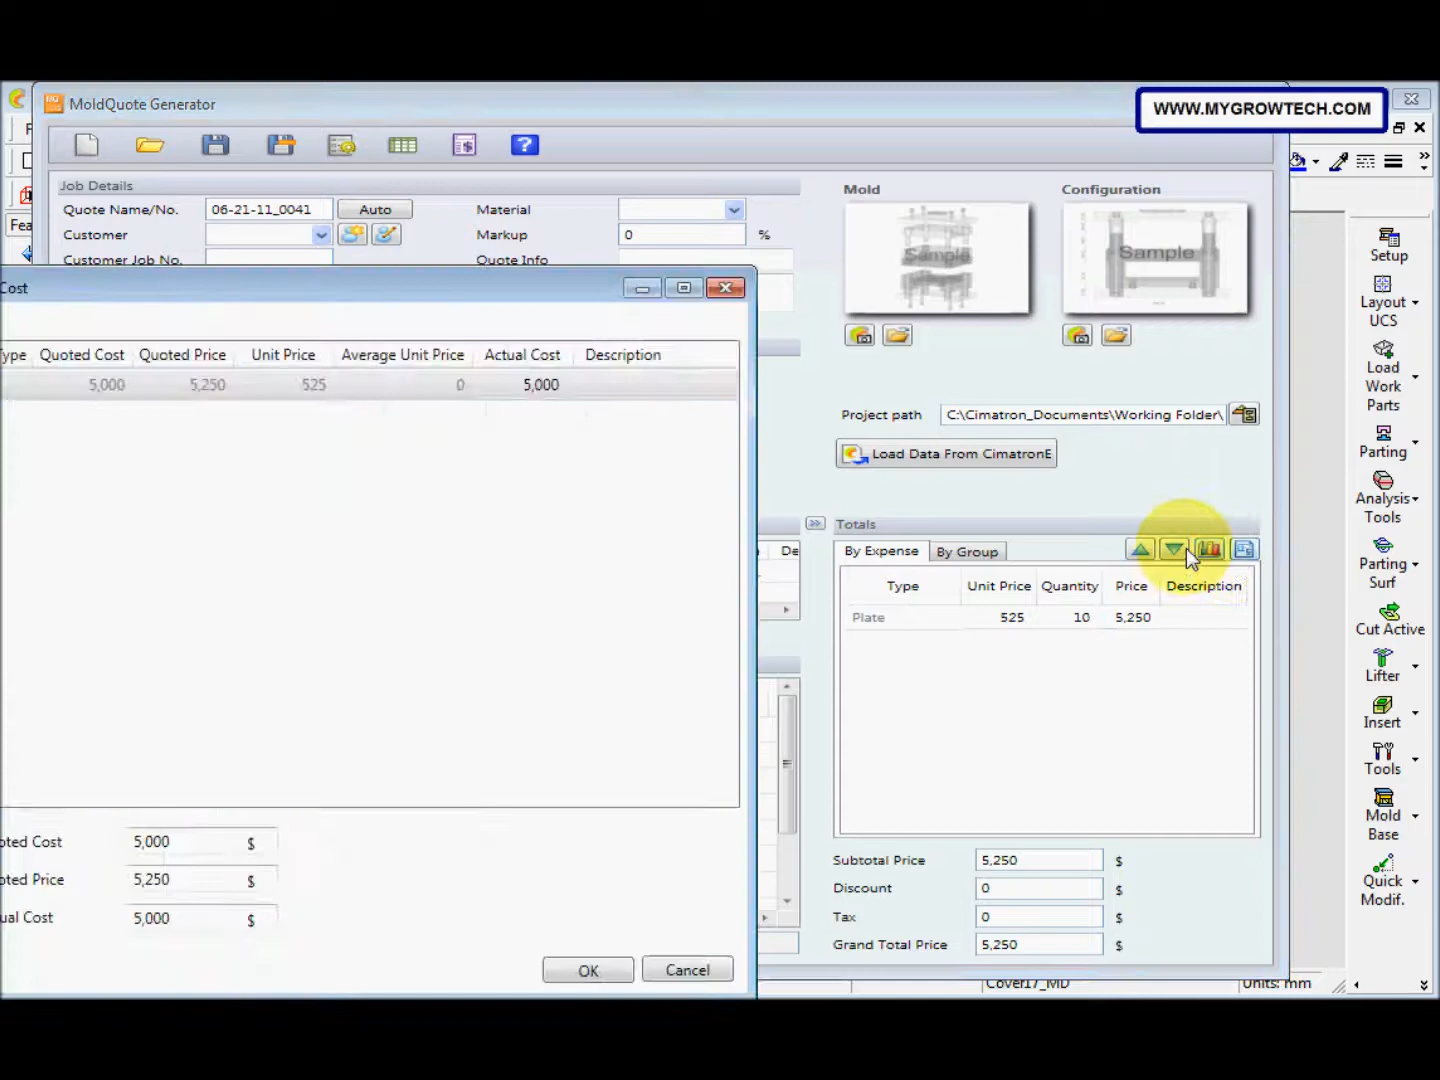 MoldQuote Generator
WWW.MYGROWTECH.COM
Job Details
Quote Name/No. 06-21-11_0041 Auto Material
Customer Markup 0 %
Customer Job No. Quote Info
Mold Configuration
Sample Sample
Cost
Type Quoted Cost Quoted Price Unit Price Average Unit Price Actual Cost Description
5,000 5,250 525 0 5,000
Project path C:\Cimatron_Documents\Working Folder\
Load Data From CimatronE
Totals
By Expense By Group
Type Unit Price Quantity Price Description
Plate 525 10 5,250
oted Cost 5,000 $
oted Price 5,250 $
ual Cost 5,000 $
OK Cancel
Subtotal Price 5,250 $
Discount 0 $
Tax 0 $
Grand Total Price 5,250 $
Cover17_MD Units: mm
Fea
De
Setup
Layout
UCS
Load
Work
Parts
Parting
Analysis
Tools
Parting
Surf
Cut Active
Lifter
Insert
Tools
Mold
Base
Quick
Modif.